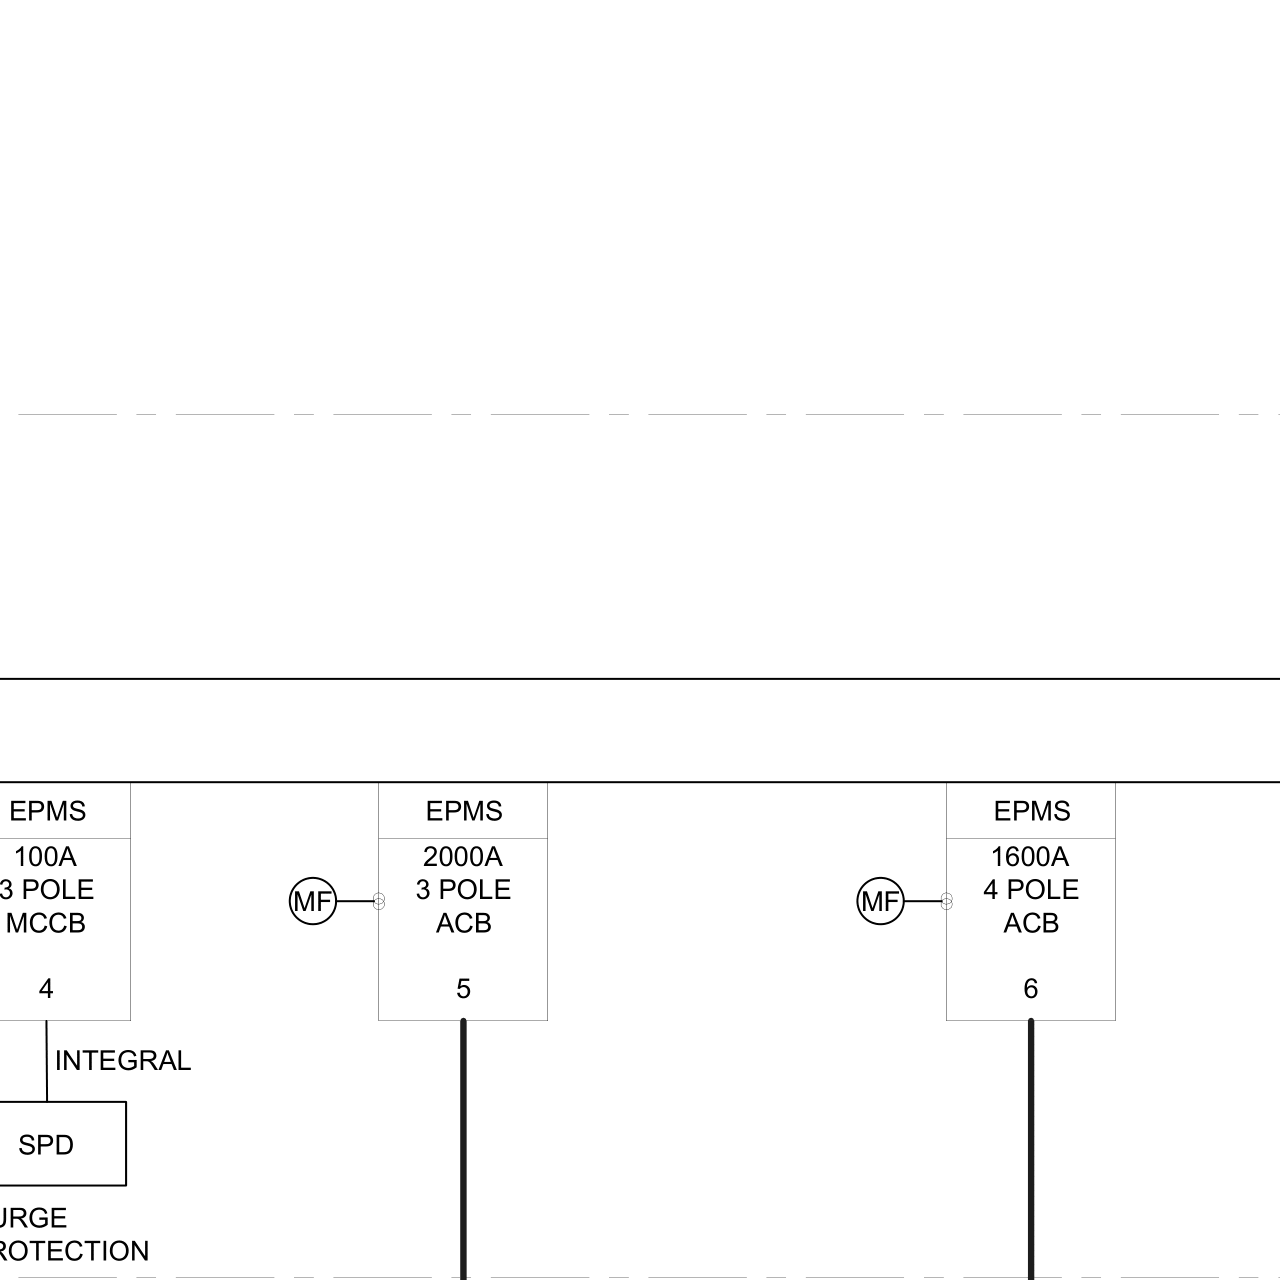 EPMS
100A
3 POLE
MCCB
4
INTEGRAL
SPD
URGE
ROTECTION
MF
EPMS
2000A
3 POLE
ACB
5
MF
EPMS
1600A
4 POLE
ACB
6